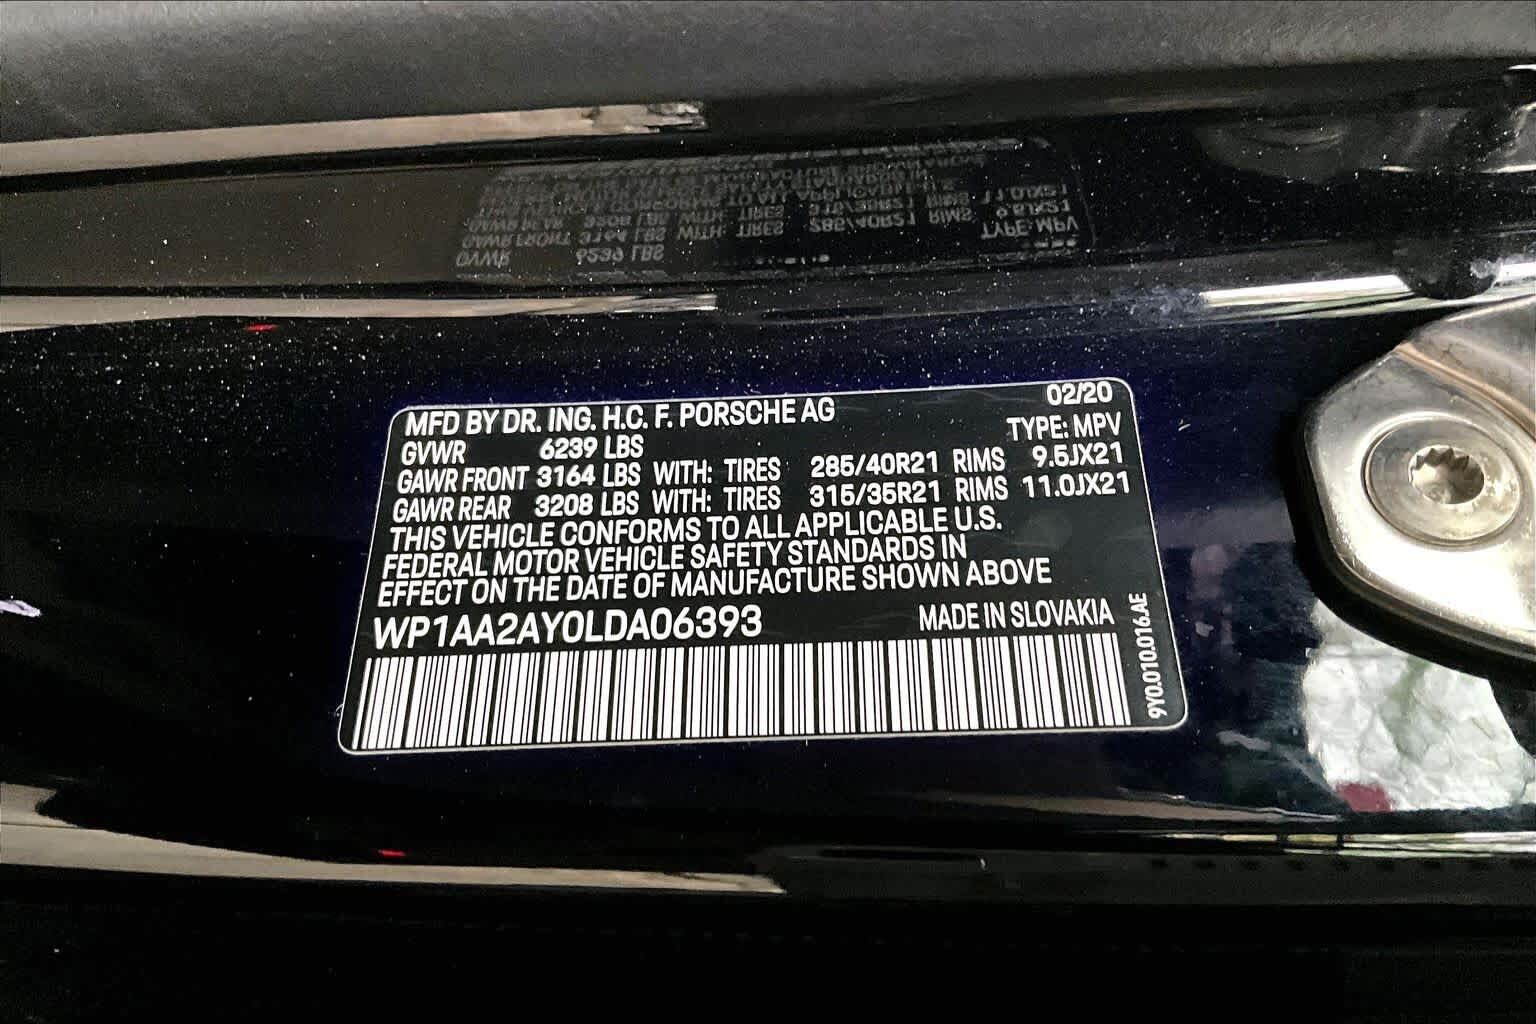 MFD BY DR. ING. H.C. F. PORSCHE AG 02/20
GVWR 6239 LBS TYPE: MPV
GAWR FRONT 3164 LBS WITH: TIRES 285/40R21 RIMS 9.5JX21
GAWR REAR 3208 LBS WITH: TIRES 315/35R21 RIMS 11.0JX21
THIS VEHICLE CONFORMS TO ALL APPLICABLE U.S.
FEDERAL MOTOR VEHICLE SAFETY STANDARDS IN
EFFECT ON THE DATE OF MANUFACTURE SHOWN ABOVE
WP1AA2AY0LDA06393 MADE IN SLOVAKIA
9Y0.010.016.AE